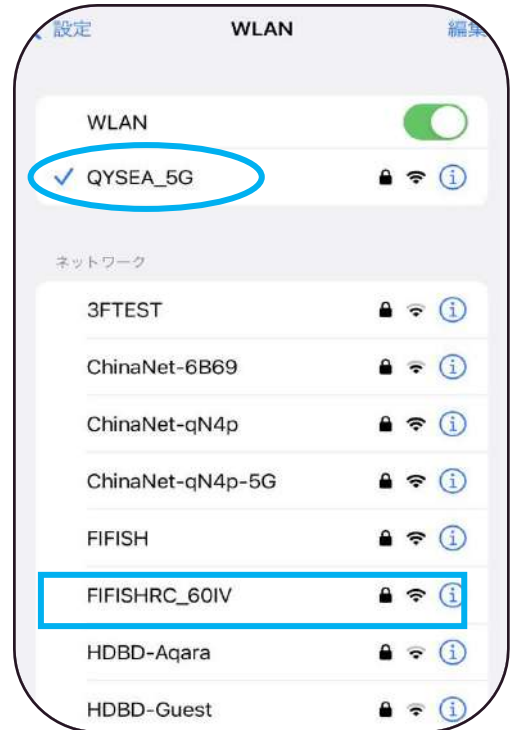 設定 WLAN 編集
WLAN
QYSEA_5G
ネットワーク
3FTEST
ChinaNet-6B69
ChinaNet-qN4p
ChinaNet-qN4p-5G
FIFISH
FIFISHRC_60IV
HDBD-Aqara
HDBD-Guest